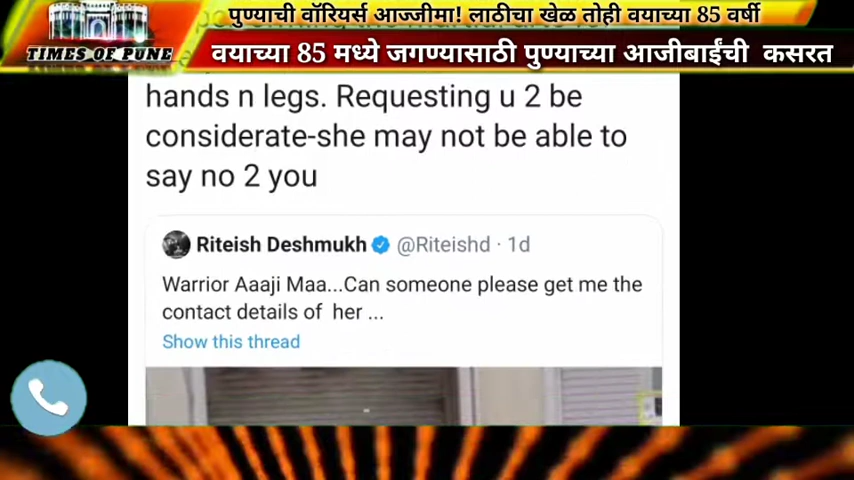 पुण्याची वॉरियर्स आज्जीमा! लाठीचा खेळ तोही वयाच्या 85 वर्षी
वयाच्या 85 मध्ये जगण्यासाठी पुण्याच्या आजीबाईंची कसरत
TIMES OF PUNE
hands n legs. Requesting u 2 be
considerate-she may not be able to
say no 2 you
Riteish Deshmukh @Riteishd · 1d
Warrior Aaaji Maa...Can someone please get me the
contact details of her ...
Show this thread